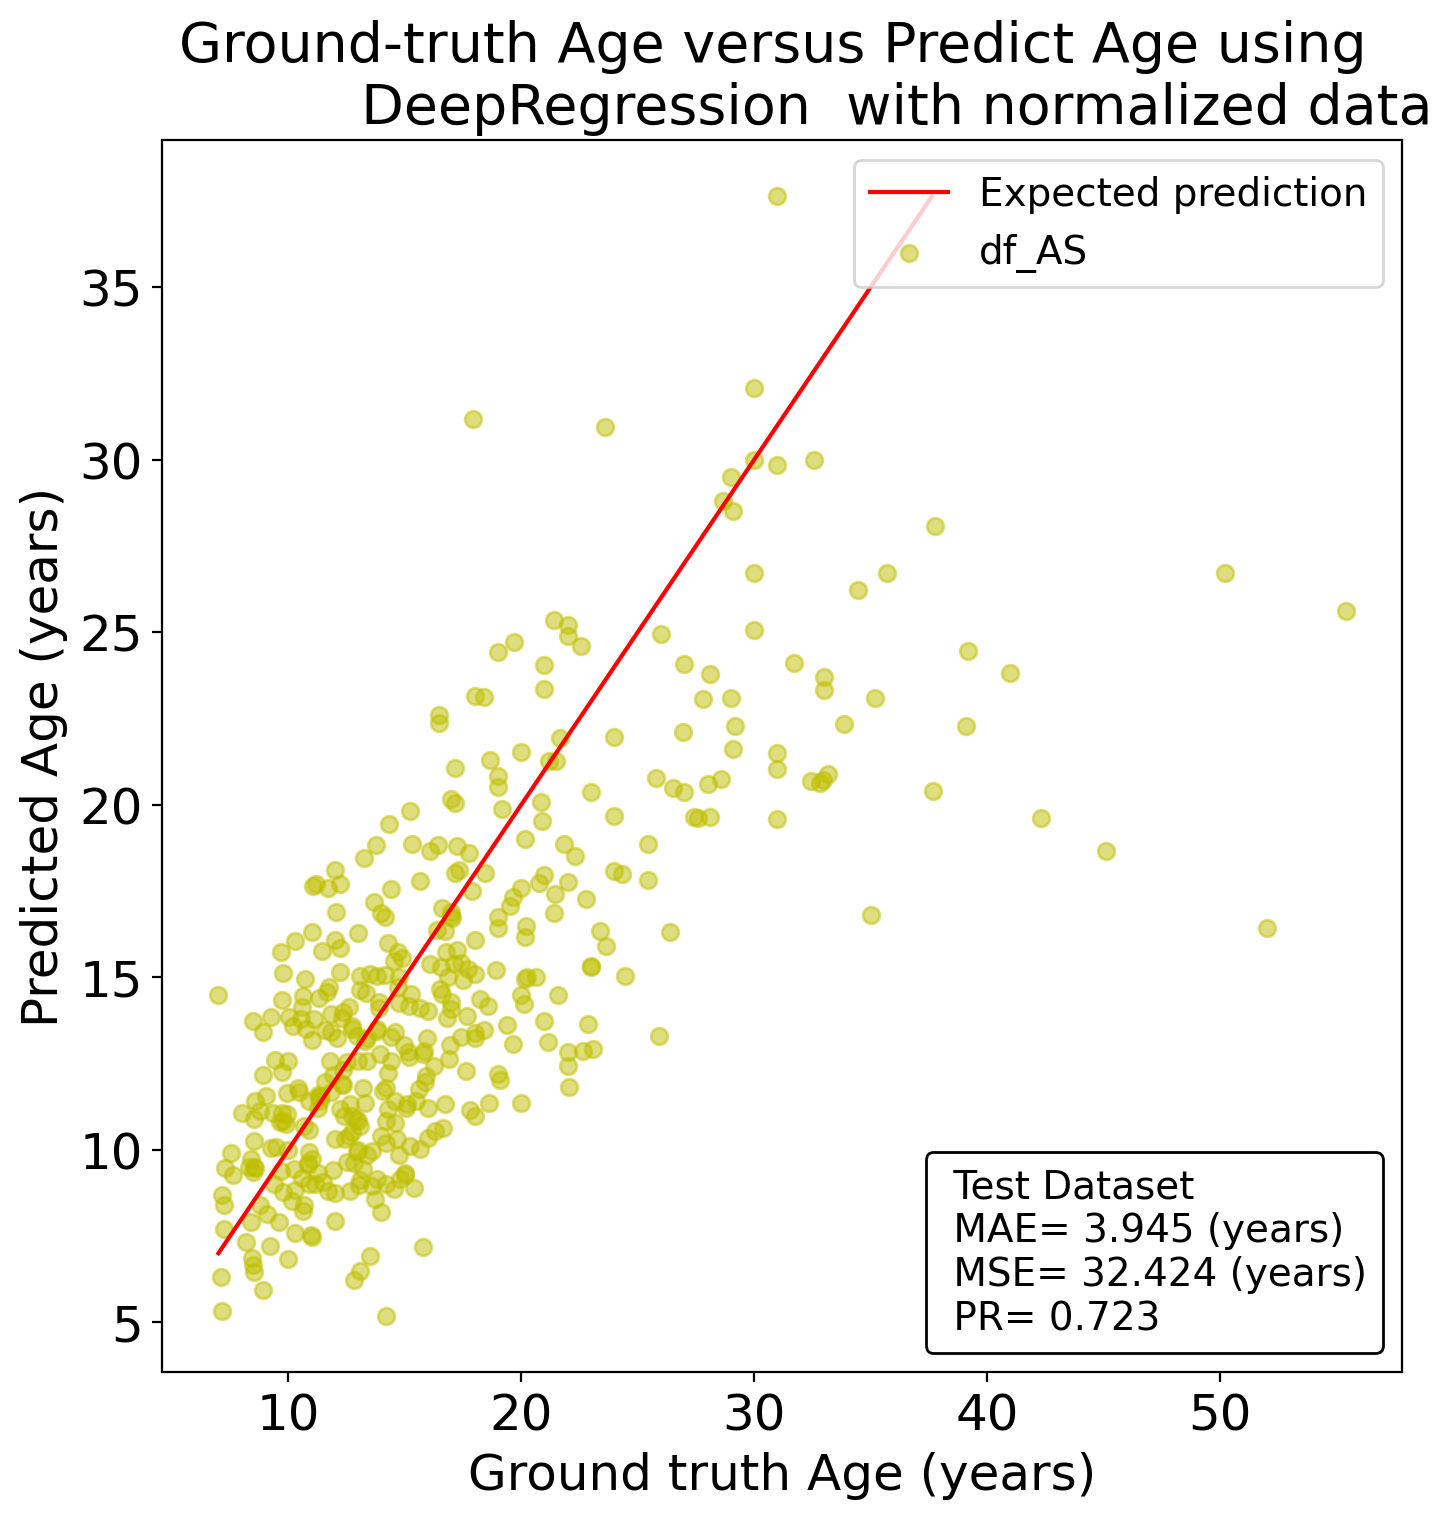 Ground-truth Age versus Predict Age using
DeepRegression  with normalized data
Expected prediction
df_AS
35
30
25
20
15
10
5
Predicted Age (years)
Test Dataset
MAE= 3.945 (years)
MSE= 32.424 (years)
PR= 0.723
10 20 30 40 50
Ground truth Age (years)